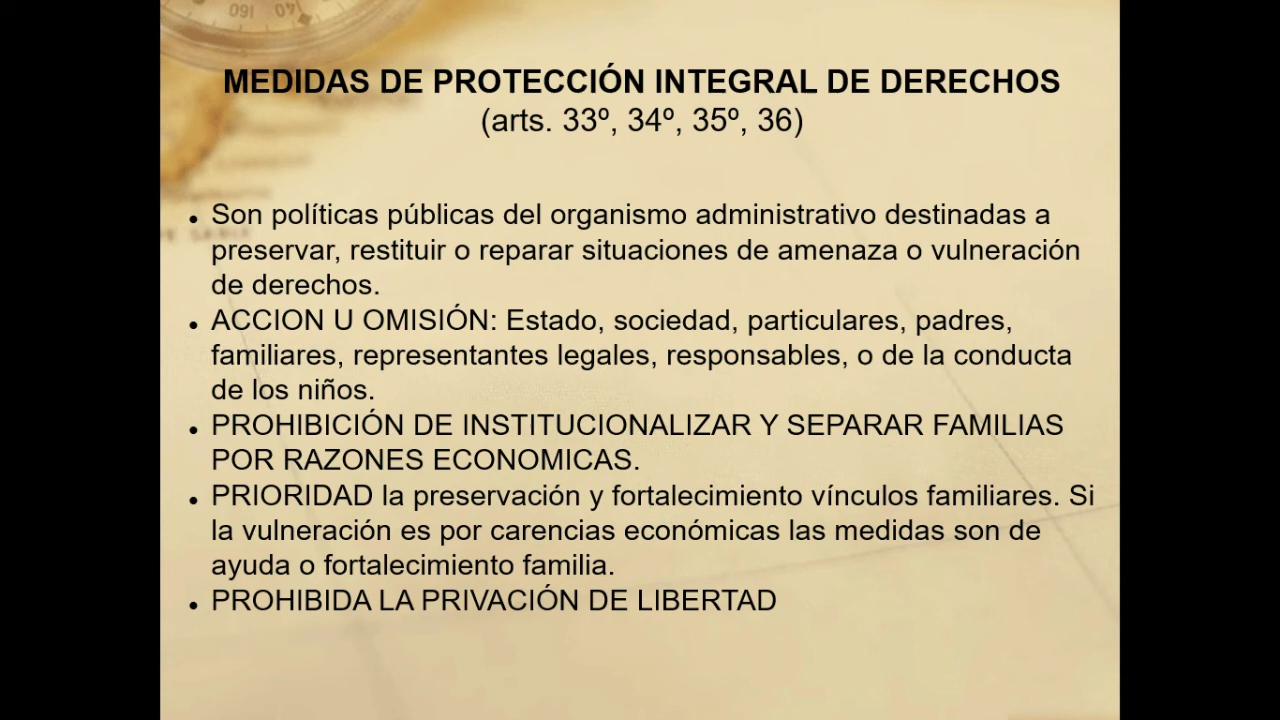 MEDIDAS DE PROTECCIÓN INTEGRAL DE DERECHOS
(arts. 33º, 34º, 35º, 36)
• Son políticas públicas del organismo administrativo destinadas a
preservar, restituir o reparar situaciones de amenaza o vulneración
de derechos.
• ACCION U OMISIÓN: Estado, sociedad, particulares, padres,
familiares, representantes legales, responsables, o de la conducta
de los niños.
• PROHIBICIÓN DE INSTITUCIONALIZAR Y SEPARAR FAMILIAS
POR RAZONES ECONOMICAS.
• PRIORIDAD la preservación y fortalecimiento vínculos familiares. Si
la vulneración es por carencias económicas las medidas son de
ayuda o fortalecimiento familia.
• PROHIBIDA LA PRIVACIÓN DE LIBERTAD